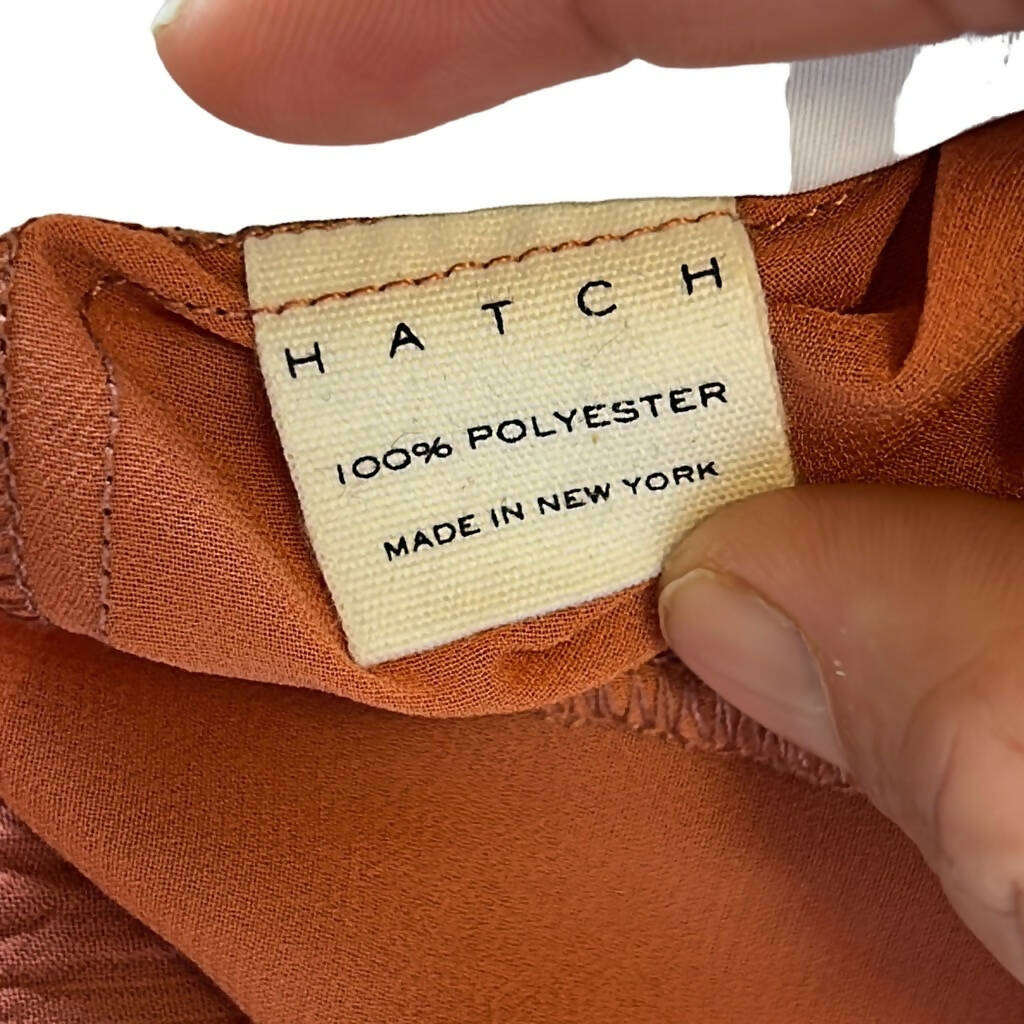 HATCH
100% POLYESTER
MADE IN NEW YORK